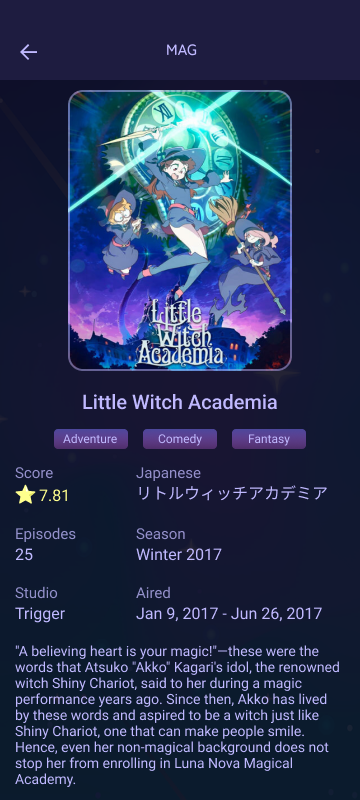 MAG
XII
Little
Witch
Academia
Little Witch Academia
Adventure Comedy Fantasy
Score Japanese
7.81 リトルウィッチアカデミア
Episodes Season
25 Winter 2017
Studio Aired
Trigger Jan 9, 2017 - Jun 26, 2017
"A believing heart is your magic!"—these were the
words that Atsuko "Akko" Kagari's idol, the renowned
witch Shiny Chariot, said to her during a magic
performance years ago. Since then, Akko has lived
by these words and aspired to be a witch just like
Shiny Chariot, one that can make people smile.
Hence, even her non-magical background does not
stop her from enrolling in Luna Nova Magical
Academy.